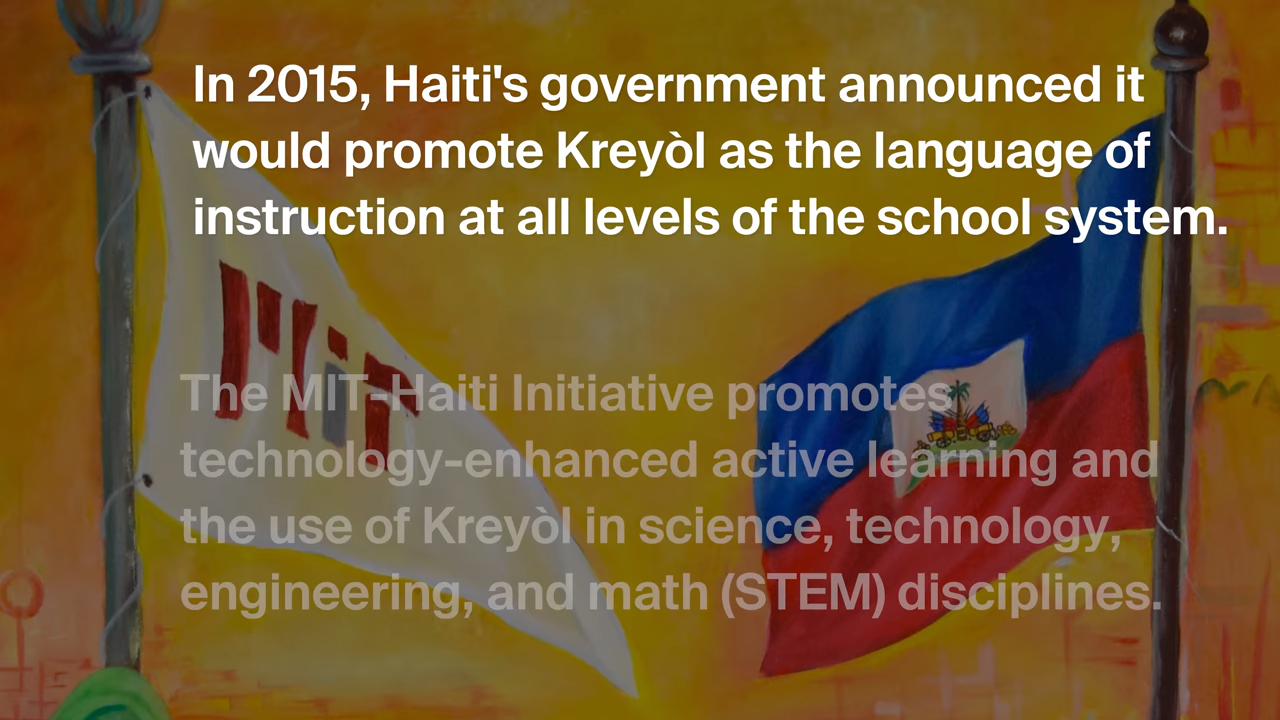 In 2015, Haiti's government announced it
would promote Kreyòl as the language of
instruction at all levels of the school system.
MIT
The MIT-Haiti Initiative promotes
technology-enhanced active learning and
the use of Kreyòl in science, technology,
engineering, and math (STEM) disciplines.